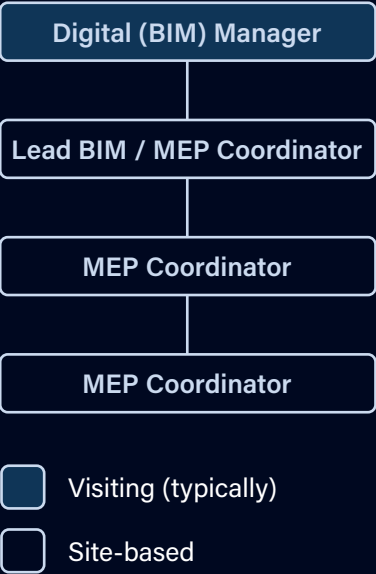 Digital (BIM) Manager
Lead BIM / MEP Coordinator
MEP Coordinator
MEP Coordinator
Visiting (typically)
Site-based